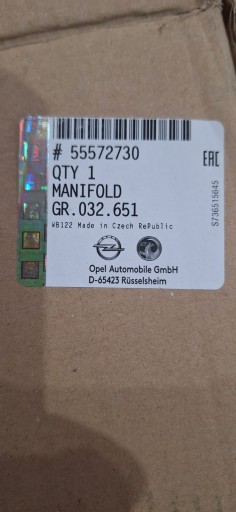 # 55572730
EAC
QTY 1
MANIFOLD
GR.032.651
WB122 Made in Czech RePublic
S736515645
Opel Automobile GmbH
D-65423 Rüsselsheim